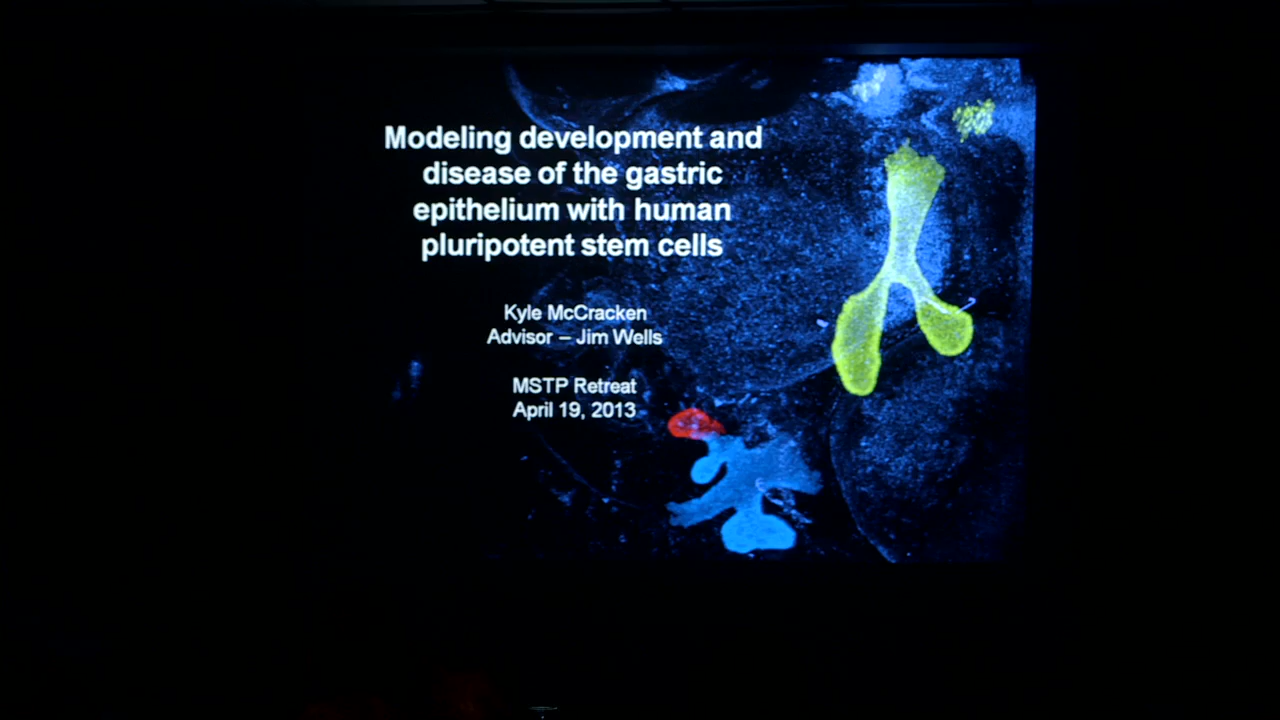 Modeling development and
disease of the gastric
epithelium with human
pluripotent stem cells
Kyle McCracken
Advisor – Jim Wells
MSTP Retreat
April 19, 2013